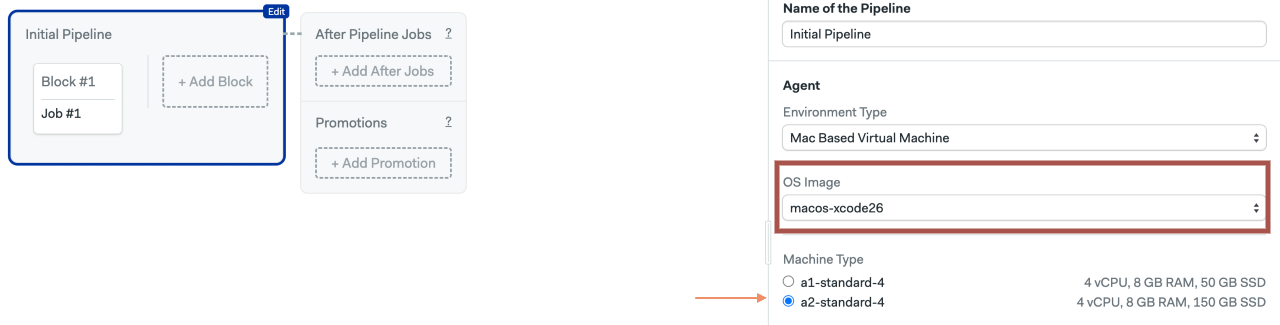 Edit
Initial Pipeline
Block #1
Job #1
+ Add Block
After Pipeline Jobs ?
+ Add After Jobs
Promotions ?
+ Add Promotion
Name of the Pipeline
Initial Pipeline
Agent
Environment Type
Mac Based Virtual Machine
OS Image
macos-xcode26
Machine Type
a1-standard-4 4 vCPU, 8 GB RAM, 50 GB SSD
a2-standard-4 4 vCPU, 8 GB RAM, 150 GB SSD